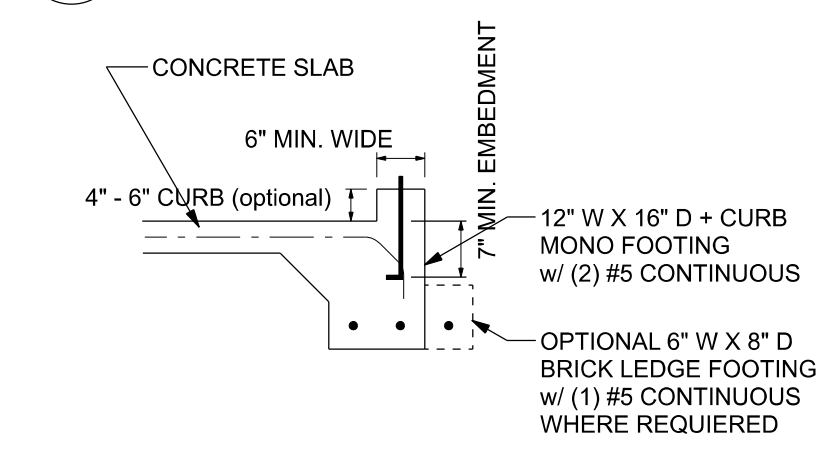 CONCRETE SLAB
6" MIN. WIDE
4" - 6" CURB (optional)
7" MIN. EMBEDMENT
12" W X 16" D + CURB
MONO FOOTING
w/ (2) #5 CONTINUOUS
OPTIONAL 6" W X 8" D
BRICK LEDGE FOOTING
w/ (1) #5 CONTINUOUS
WHERE REQUIERED